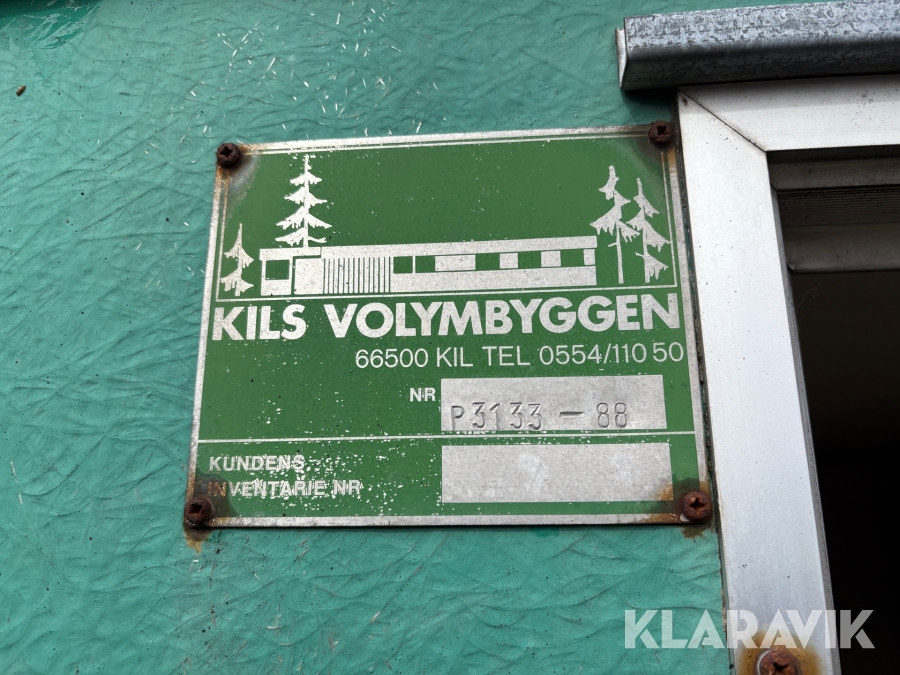 KILS VOLYMBYGGEN
66500 KIL TEL 0554/110 50
NR P3133-88
KUNDENS
INVENTARIE NR
KLARAVIK